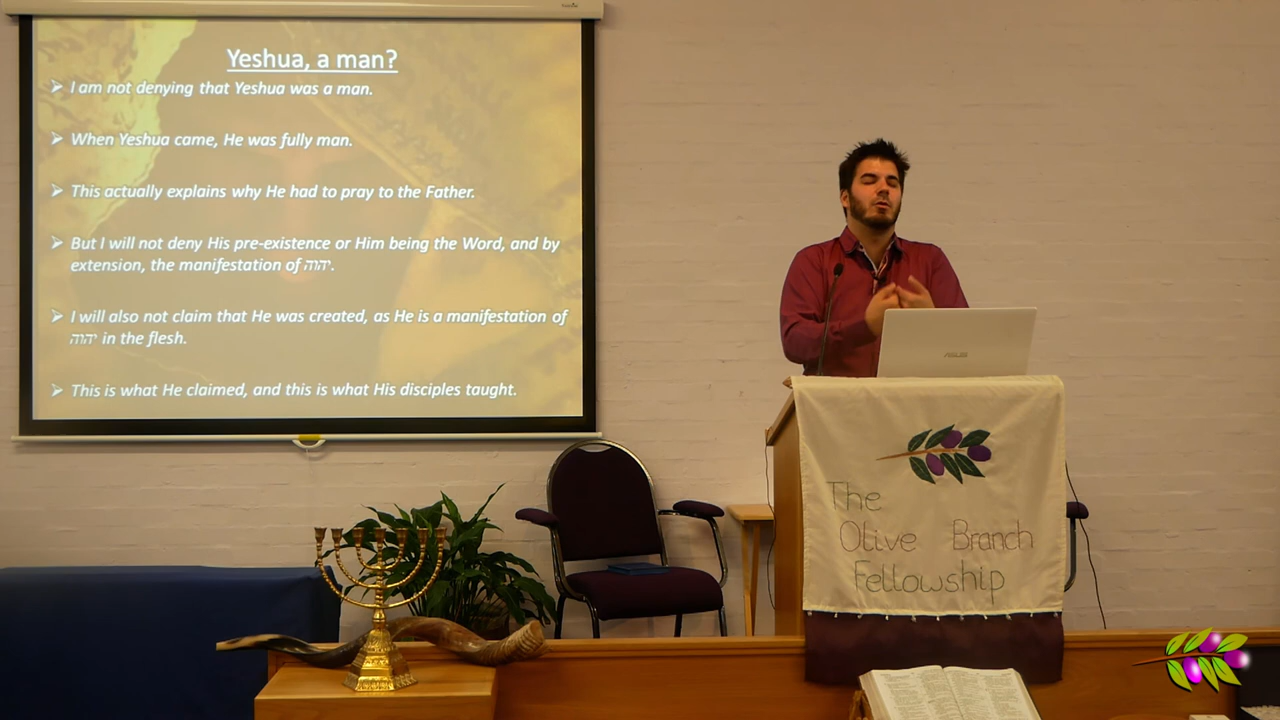 Yeshua, a man?
➢ I am not denying that Yeshua was a man.
➢ When Yeshua came, He was fully man.
➢ This actually explains why He had to pray to the Father.
➢ But I will not deny His pre-existence or Him being the Word, and by
extension, the manifestation of יהוה.
➢ I will also not claim that He was created, as He is a manifestation of
יהוה in the flesh.
➢ This is what He claimed, and this is what His disciples taught.
ASUS
The
Olive Branch
Fellowship